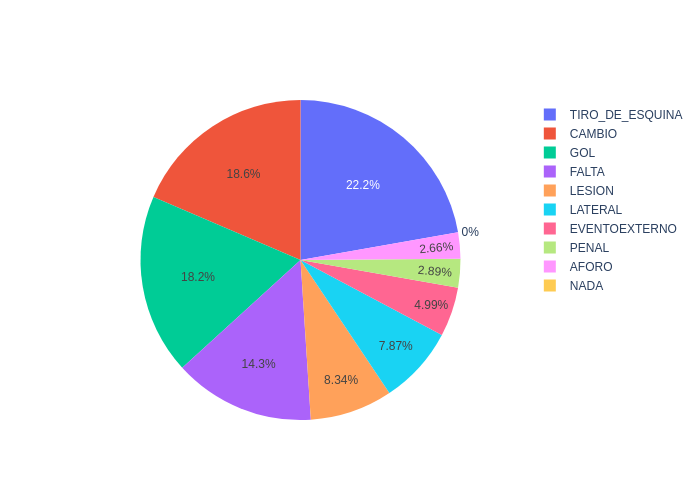 22.2%
18.6%
18.2%
14.3%
8.34%
7.87%
4.99%
2.89%
2.66%
0%
TIRO_DE_ESQUINA
CAMBIO
GOL
FALTA
LESION
LATERAL
EVENTOEXTERNO
PENAL
AFORO
NADA